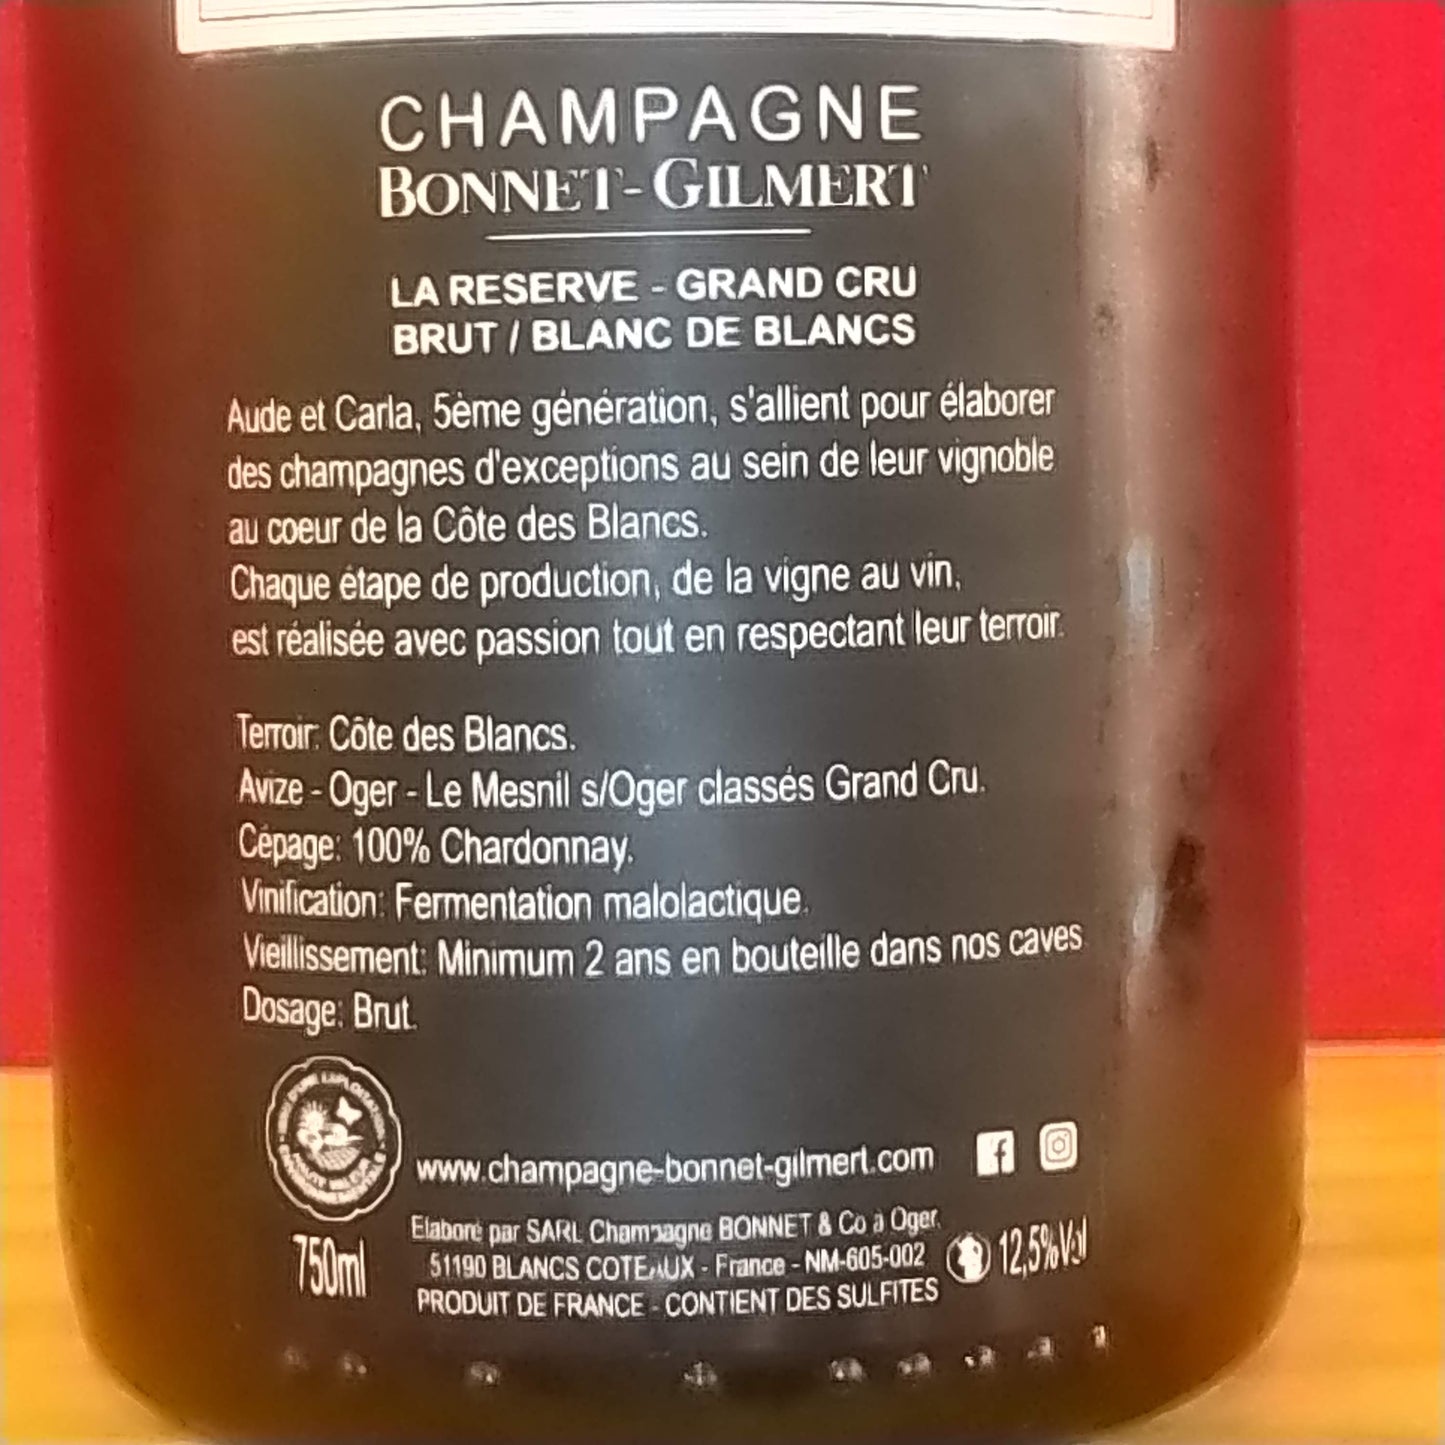 CHAMPAGNE
BONNET-GILMERT
LA RESERVE - GRAND CRU
BRUT / BLANC DE BLANCS
Aude et Carla, 5ème génération, s'allient pour élaborer
des champagnes d'exceptions au sein de leur vignoble
au coeur de la Côte des Blancs.
Chaque étape de production, de la vigne au vin,
est réalisée avec passion tout en respectant leur terroir.
Terroir: Côte des Blancs.
Avize - Oger - Le Mesnil s/Oger classés Grand Cru.
Cépage: 100% Chardonnay.
Vinification: Fermentation malolactique.
Vieillissement: Minimum 2 ans en bouteille dans nos caves
Dosage: Brut.
www.champagne-bonnet-gilmert.com
Elaboré par SARL Champagne BONNET & Co à Oger.
51190 BLANCS COTEAUX - France - NM-605-002
PRODUIT DE FRANCE - CONTIENT DES SULFITES
750ml
12,5%Vol